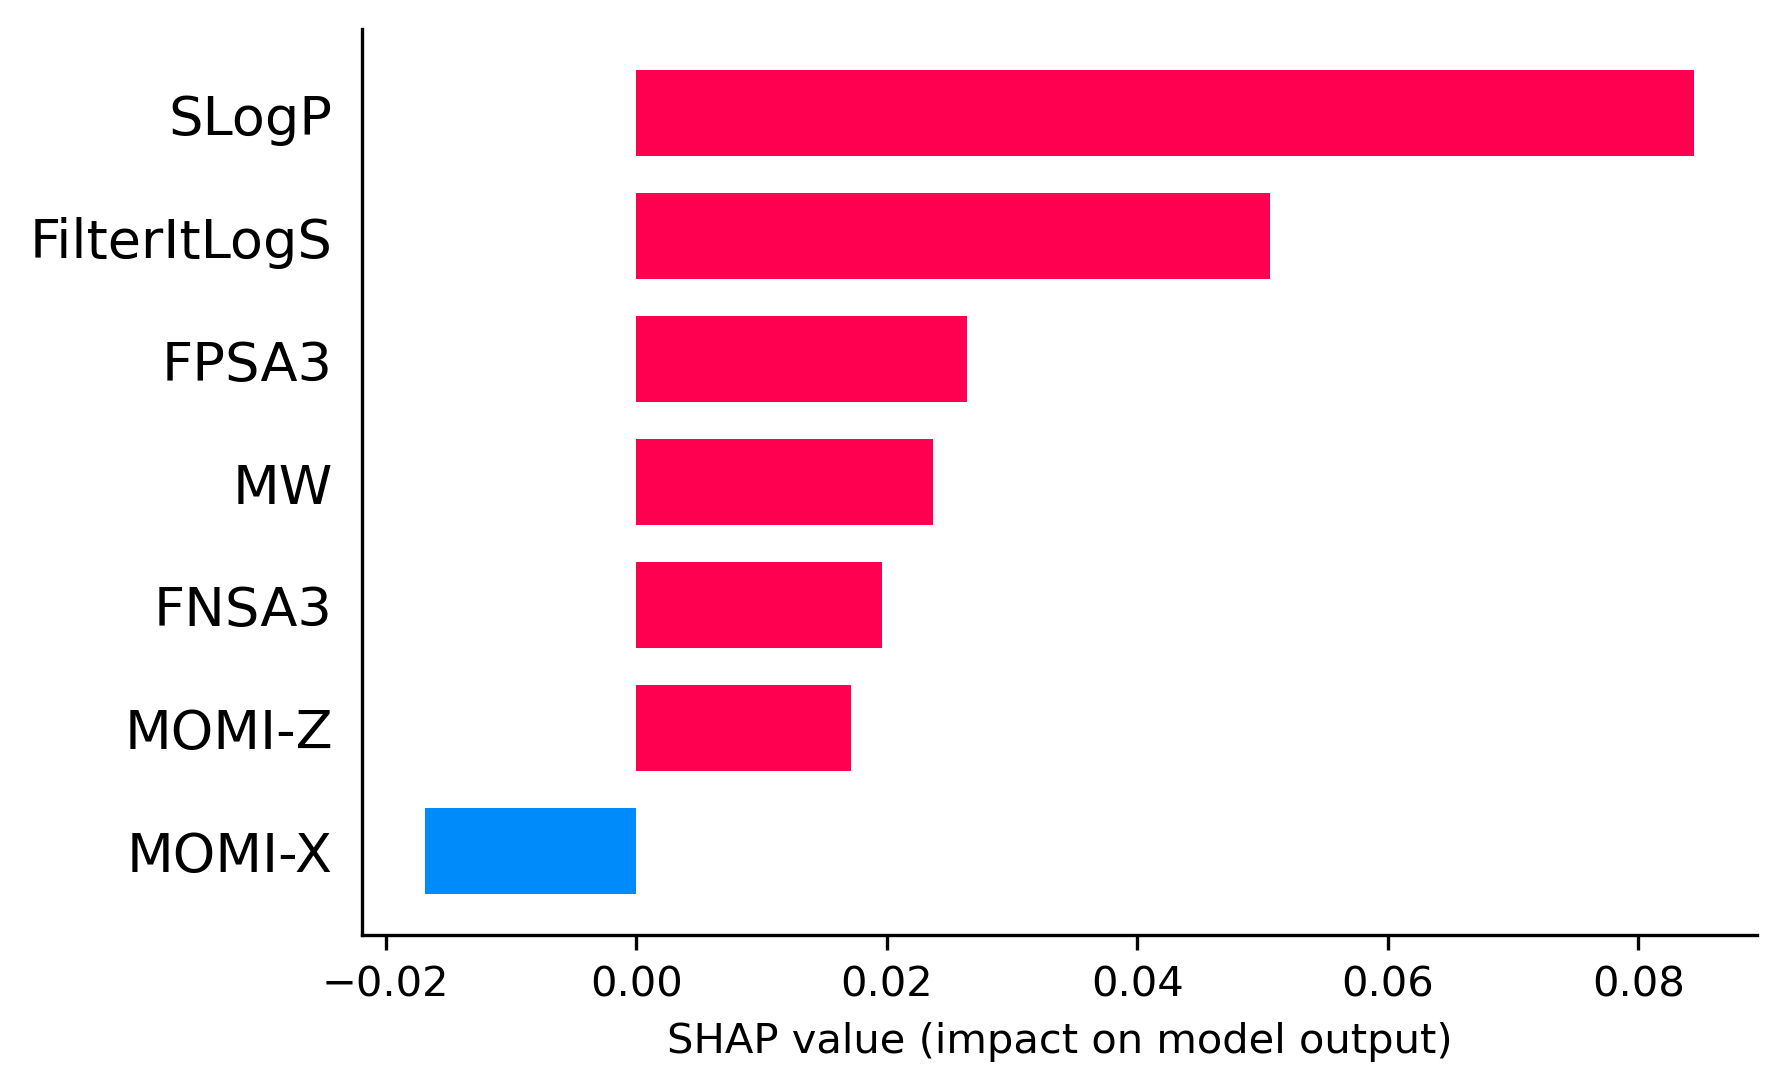 SLogP
FilterItLogS
FPSA3
MW
FNSA3
MOMI-Z
MOMI-X
−0.02 0.00 0.02 0.04 0.06 0.08
SHAP value (impact on model output)